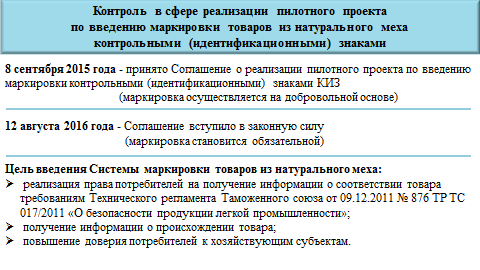 Контроль в сфере реализации пилотного проекта
по введению маркировки товаров из натурального меха
контрольными (идентификационными) знаками
8 сентября 2015 года - принято Соглашение о реализации пилотного проекта по введению
маркировки контрольными (идентификационными) знаками КИЗ
(маркировка осуществляется на добровольной основе)
12 августа 2016 года - Соглашение вступило в законную силу
(маркировка становится обязательной)
Цель введения Системы маркировки товаров из натурального меха:
➢ реализация права потребителей на получение информации о соответствии товара
требованиям Технического регламента Таможенного союза от 09.12.2011 № 876 ТР ТС
017/2011 «О безопасности продукции легкой промышленности»;
➢ получение информации о происхождении товара;
➢ повышение доверия потребителей к хозяйствующим субъектам.